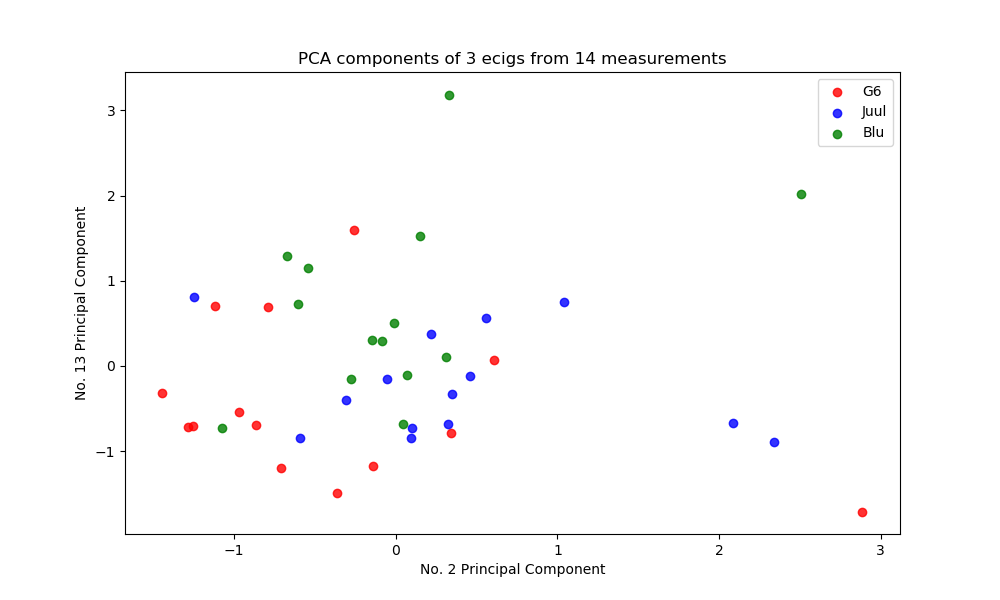 PCA components of 3 ecigs from 14 measurements
G6
Juul
Blu
3
2
1
0
−1
No. 13 Principal Component
−1
0
1
2
3
No. 2 Principal Component